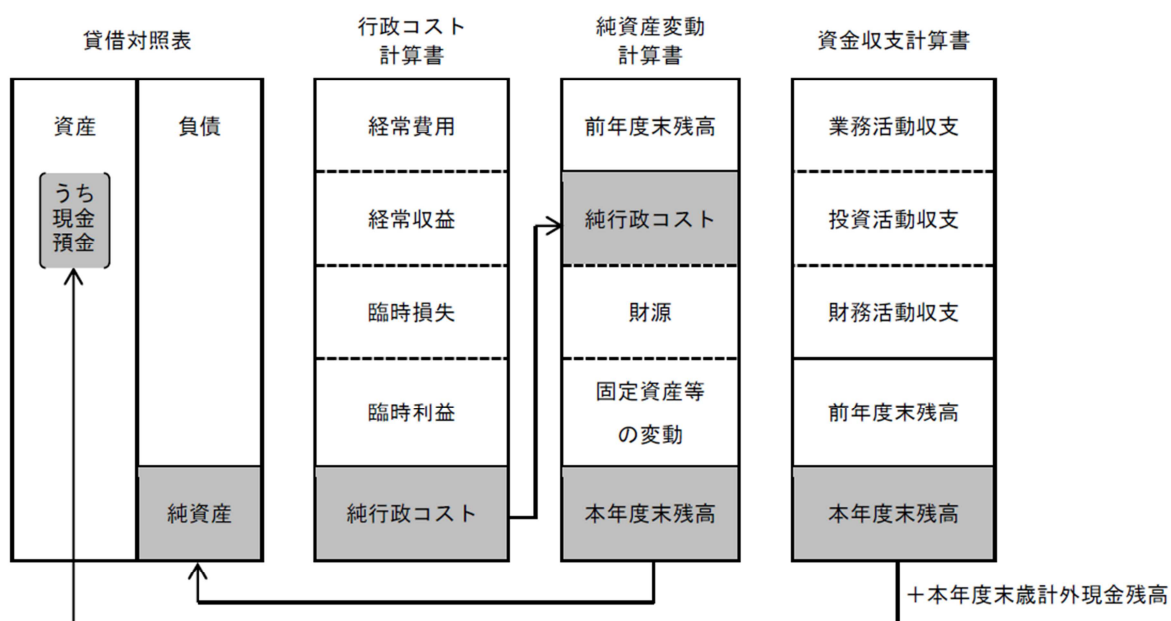 貸借対照表
資産
うち
現金
預金
負債
純資産
行政コスト
計算書
経常費用
経常収益
臨時損失
臨時利益
純行政コスト
純資産変動
計算書
前年度末残高
純行政コスト
財源
固定資産等
の変動
本年度末残高
資金収支計算書
業務活動収支
投資活動収支
財務活動収支
前年度末残高
本年度末残高
＋本年度末歳計外現金残高